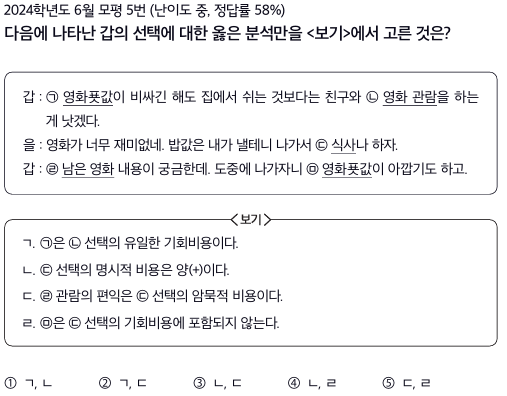 2024학년도 6월 모평 5번 (난이도 중, 정답률 58%)
다음에 나타난 갑의 선택에 대한 옳은 분석만을 <보기>에서 고른 것은?
갑 : ㉠ 영화푯값이 비싸긴 해도 집에서 쉬는 것보다는 친구와 ㉡ 영화 관람을 하는
게 낫겠다.
을 : 영화가 너무 재미없네. 밥값은 내가 낼테니 나가서 ㉢ 식사나 하자.
갑 : ㉣ 남은 영화 내용이 궁금한데. 도중에 나가자니 ㉤ 영화푯값이 아깝기도 하고.
<보기>
ㄱ. ㉠은 ㉡ 선택의 유일한 기회비용이다.
ㄴ. ㉢ 선택의 명시적 비용은 양(+)이다.
ㄷ. ㉣ 관람의 편익은 ㉢ 선택의 암묵적 비용이다.
ㄹ. ㉤은 ㉢ 선택의 기회비용에 포함되지 않는다.
① ㄱ, ㄴ ② ㄱ, ㄷ ③ ㄴ, ㄷ ④ ㄴ, ㄹ ⑤ ㄷ, ㄹ